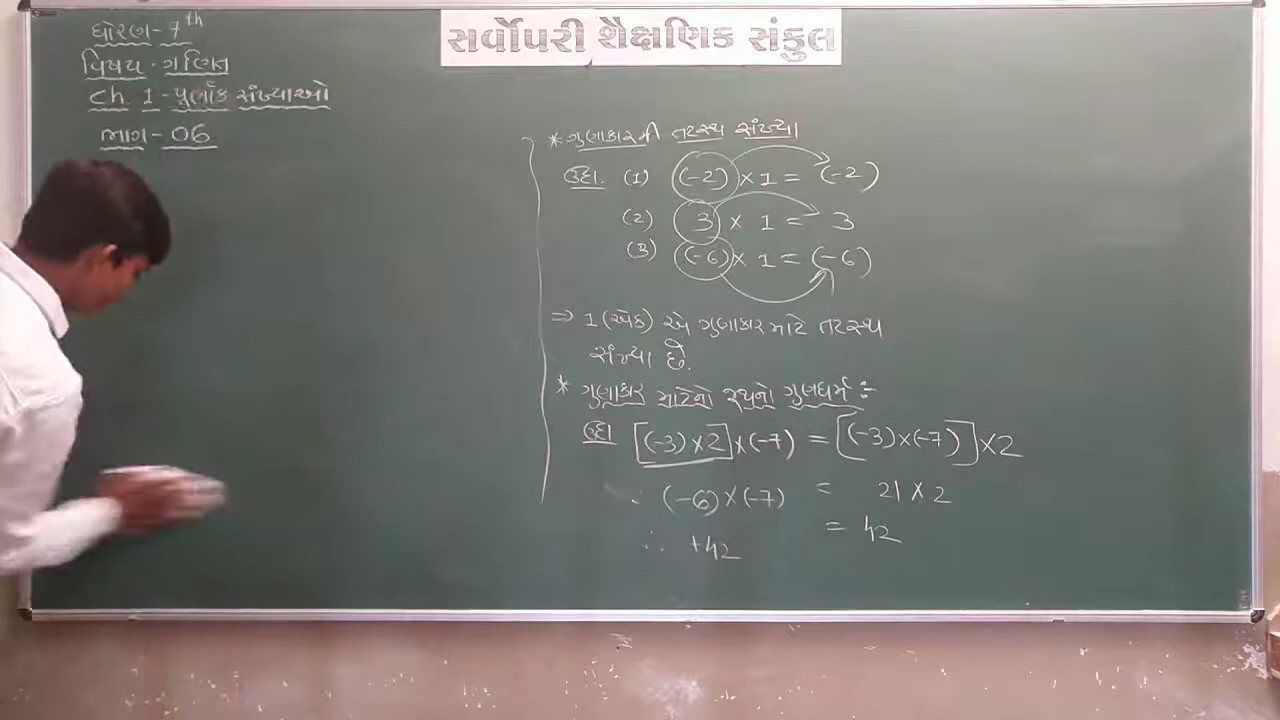 સર્વોપરી શૈક્ષણિક સંકુલ
ધોરણ - 7th
વિષય - ગણિત
Ch 1 - પૂર્ણાંક સંખ્યાઓ
ભાગ - 06
* ગુણાકારની તટસ્થ સંખ્યા
ઉદા. (1) (-2) × 1 = (-2)
(2) 3 × 1 = 3
(3) (-6) × 1 = (-6)
⇒ 1 (એક) એ ગુણાકાર માટે તટસ્થ
સંખ્યા છે.
* ગુણાકાર માટેનો જૂથનો ગુણધર્મ :-
ઉદા [(-3) × 2] × (-7) = [(-3) × (-7)] × 2
∴ (-6) × (-7) = 21 × 2
∴ +42 = 42